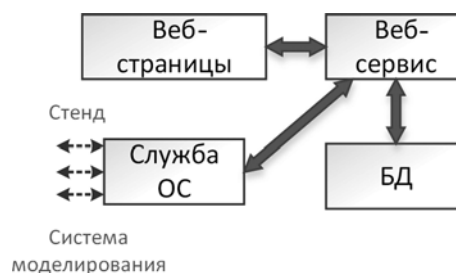 Веб-
страницы
Веб-
сервис
Стенд
Служба
ОС
БД
Система
моделирования